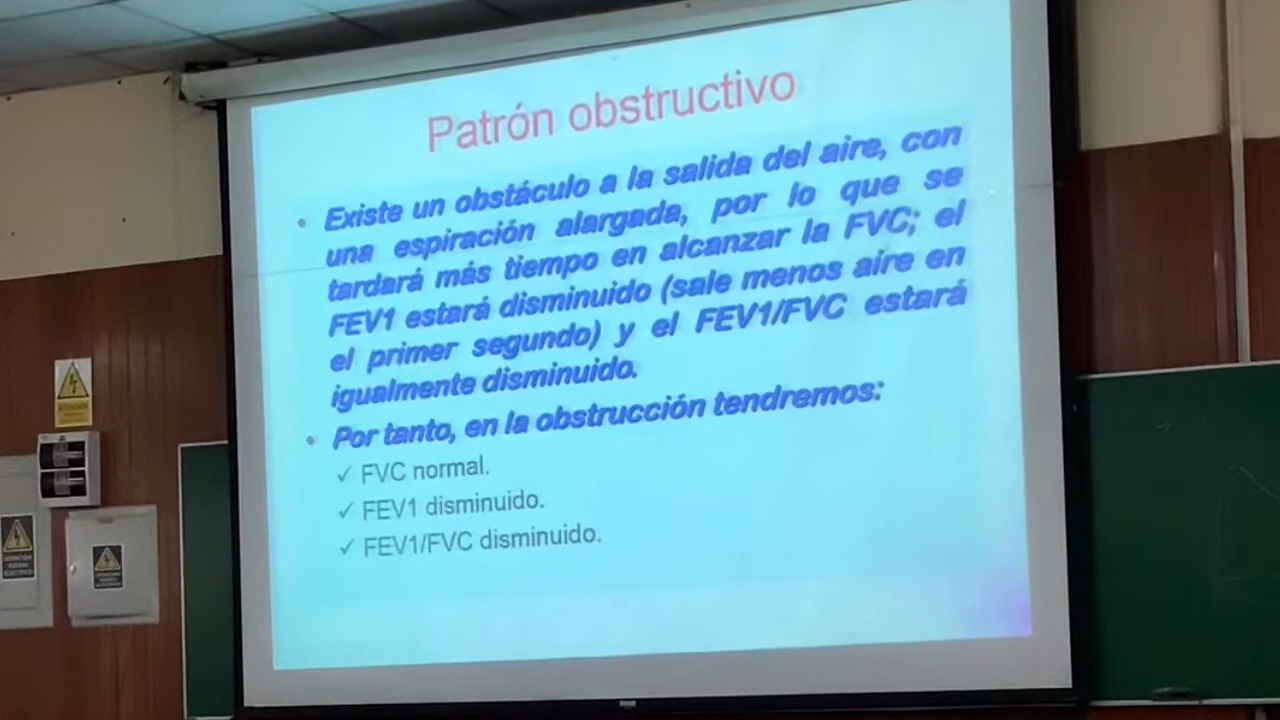 Patrón obstructivo
• Existe un obstáculo a la salida del aire, con
una espiración alargada, por lo que se
tardará más tiempo en alcanzar la FVC; el
FEV1 estará disminuido (sale menos aire en
el primer segundo) y el FEV1/FVC estará
igualmente disminuido.
• Por tanto, en la obstrucción tendremos:
✓ FVC normal.
✓ FEV1 disminuido.
✓ FEV1/FVC disminuido.